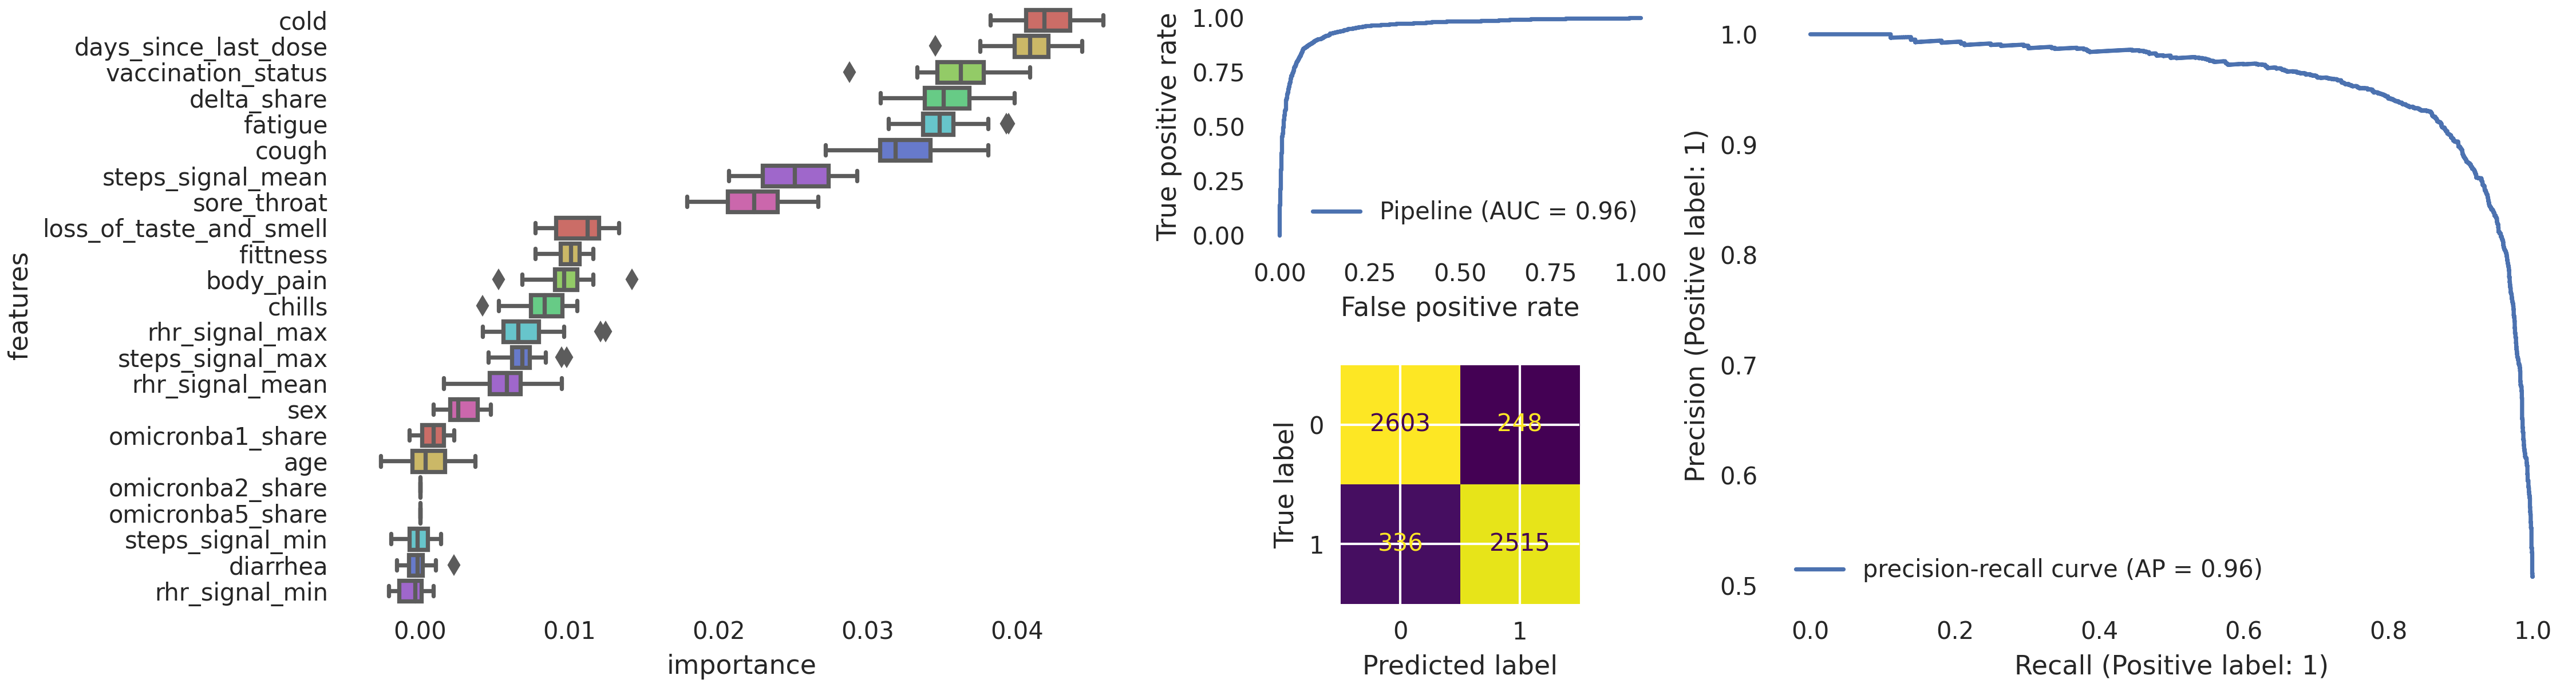 features
cold
days_since_last_dose
vaccination_status
delta_share
fatigue
cough
steps_signal_mean
sore_throat
loss_of_taste_and_smell
fittness
body_pain
chills
rhr_signal_max
steps_signal_max
rhr_signal_mean
sex
omicronba1_share
age
omicronba2_share
omicronba5_share
steps_signal_min
diarrhea
rhr_signal_min
0.00 0.01 0.02 0.03 0.04
importance
True positive rate
1.00
0.75
0.50
0.25
0.00
Pipeline (AUC = 0.96)
0.00 0.25 0.50 0.75 1.00
False positive rate
True label
0
1
2603 248
336 2515
0 1
Predicted label
Precision (Positive label: 1)
1.0
0.9
0.8
0.7
0.6
0.5
precision-recall curve (AP = 0.96)
0.0 0.2 0.4 0.6 0.8 1.0
Recall (Positive label: 1)